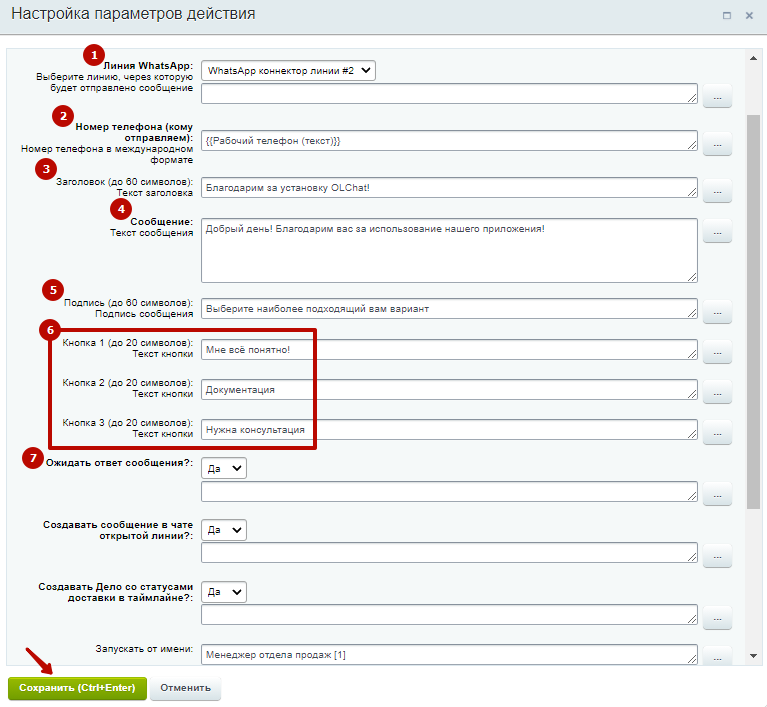 Настройка параметров действия
1
Линия WhatsApp:
Выберите линию, через которую
будет отправлено сообщение
WhatsApp коннектор линии #2
...
2
Номер телефона (кому
отправляем):
Номер телефона в международном
формате
{{Рабочий телефон (текст)}}
...
3
Заголовок (до 60 символов):
Текст заголовка
Благодарим за установку OLChat!
...
4
Сообщение:
Текст сообщения
Добрый день! Благодарим вас за использование нашего приложения!
...
5
Подпись (до 60 символов):
Подпись сообщения
Выберите наиболее подходящий вам вариант
...
6
Кнопка 1 (до 20 символов):
Текст кнопки
Мне всё понятно!
...
Кнопка 2 (до 20 символов):
Текст кнопки
Документация
...
Кнопка 3 (до 20 символов):
Текст кнопки
Нужна консультация
...
7
Ожидать ответ сообщения?:
Да
...
Создавать сообщение в чате
открытой линии?:
Да
...
Создавать Дело со статусами
доставки в таймлайне?:
Да
...
Запускать от имени:
Менеджер отдела продаж [1]
...
Сохранить (Ctrl+Enter)
Отменить